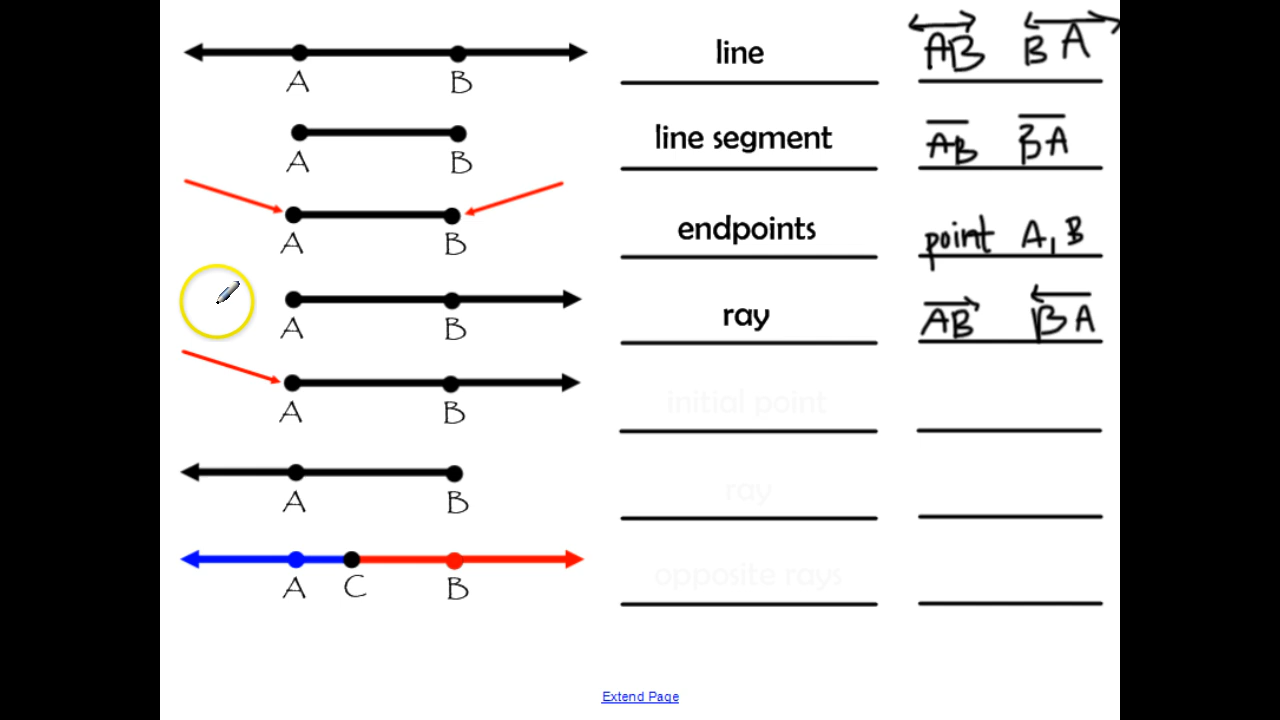 line AB BA
A B
line segment AB BA
A B
endpoints point A, B
A B
ray AB BA
A B
initial point
A B
ray
A B
opposite rays
A C B
Extend Page